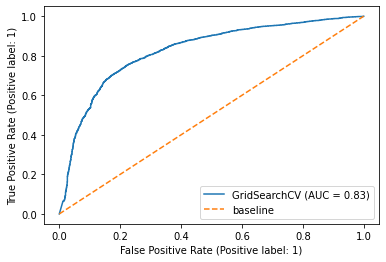 1.0
0.8
0.6
0.4
0.2
0.0
True Positive Rate (Positive label: 1)
GridSearchCV (AUC = 0.83)
baseline
0.0 0.2 0.4 0.6 0.8 1.0
False Positive Rate (Positive label: 1)